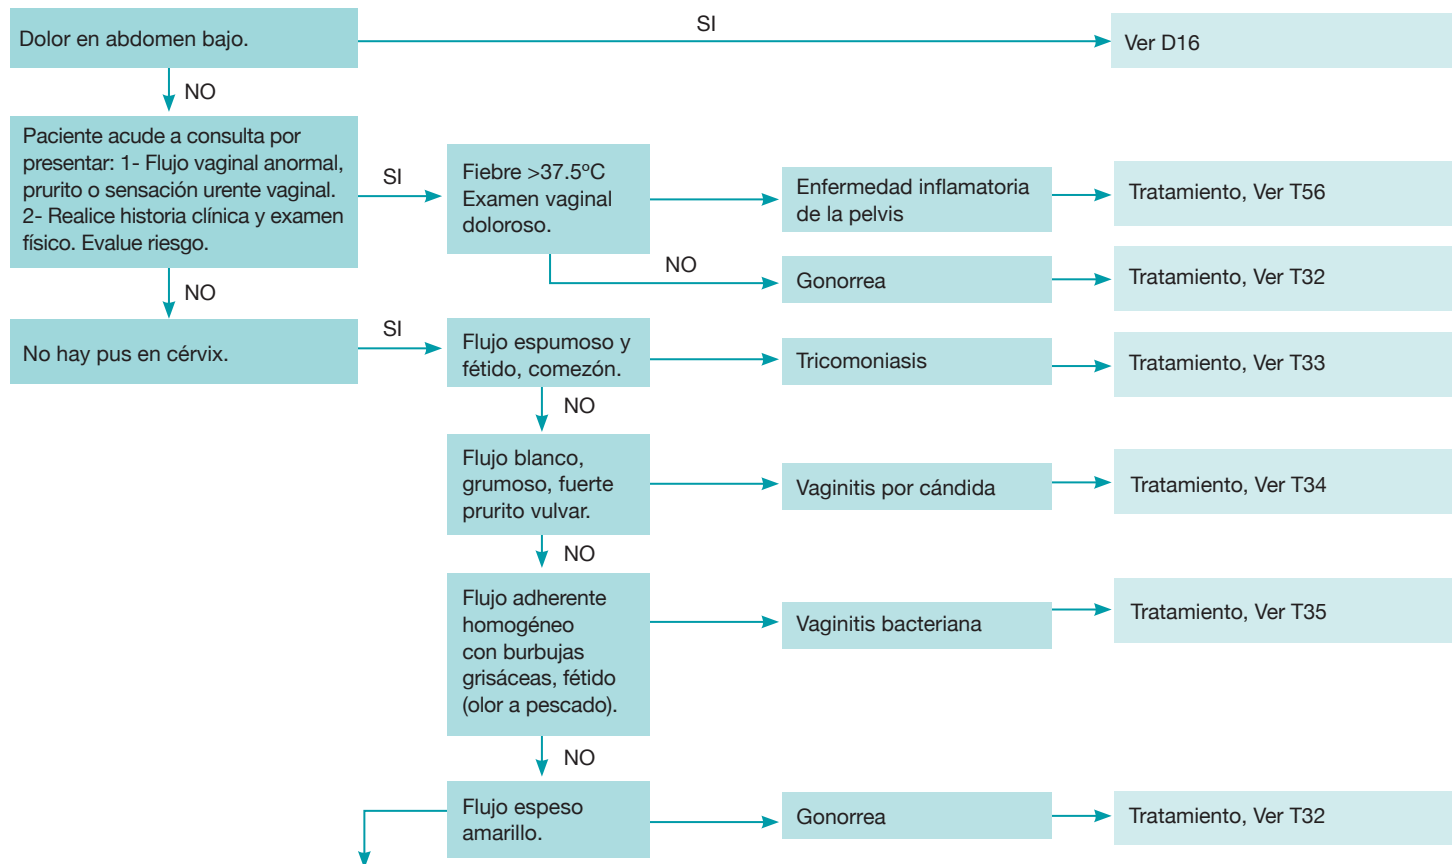 Dolor en abdomen bajo.
SI
Ver D16
NO
Paciente acude a consulta por
presentar: 1- Flujo vaginal anormal,
prurito o sensación urente vaginal.
2- Realice historia clínica y examen
físico. Evalue riesgo.
SI
Fiebre >37.5ºC
Examen vaginal
doloroso.
Enfermedad inflamatoria
de la pelvis
Tratamiento, Ver T56
NO
Gonorrea
Tratamiento, Ver T32
NO
No hay pus en cérvix.
SI
Flujo espumoso y
fétido, comezón.
Tricomoniasis
Tratamiento, Ver T33
NO
Flujo blanco,
grumoso, fuerte
prurito vulvar.
Vaginitis por cándida
Tratamiento, Ver T34
NO
Flujo adherente
homogéneo
con burbujas
grisáceas, fétido
(olor a pescado).
Vaginitis bacteriana
Tratamiento, Ver T35
NO
Flujo espeso
amarillo.
Gonorrea
Tratamiento, Ver T32